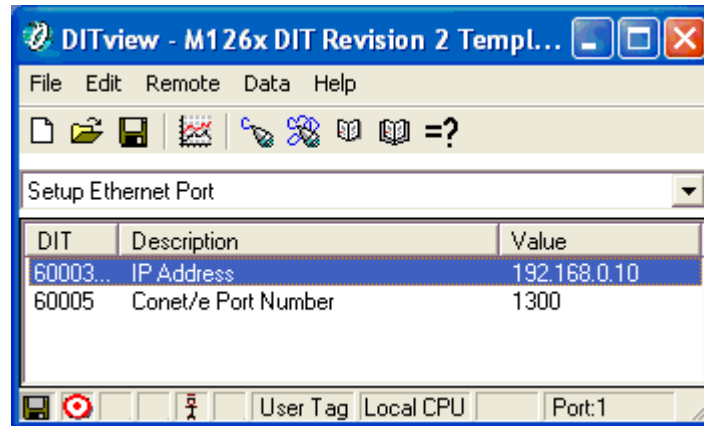 DITview - M126x DIT Revision 2 Templ...
File Edit Remote Data Help
=?
Setup Ethernet Port
DIT Description Value
60003... IP Address 192.168.0.10
60005 Conet/e Port Number 1300
User Tag Local CPU Port:1